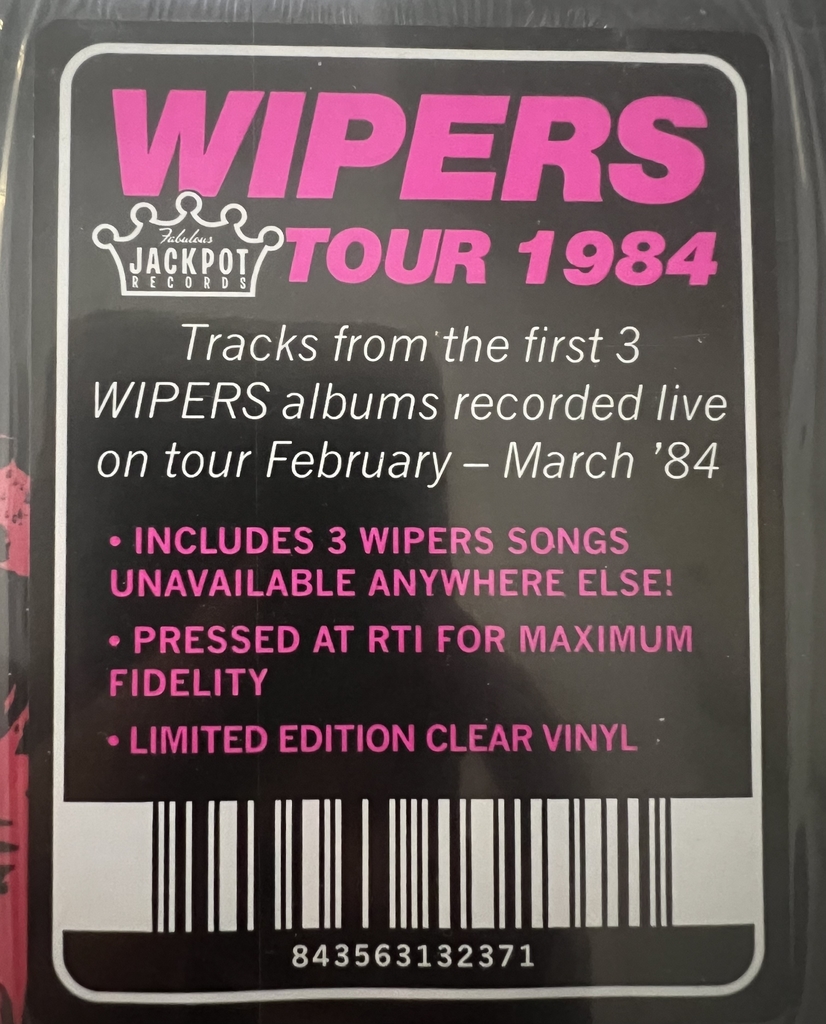 WIPERS
Fabulous
JACKPOT
RECORDS
TOUR 1984
Tracks from the first 3
WIPERS albums recorded live
on tour February – March ’84
• INCLUDES 3 WIPERS SONGS
UNAVAILABLE ANYWHERE ELSE!
• PRESSED AT RTI FOR MAXIMUM
FIDELITY
• LIMITED EDITION CLEAR VINYL
843563132371